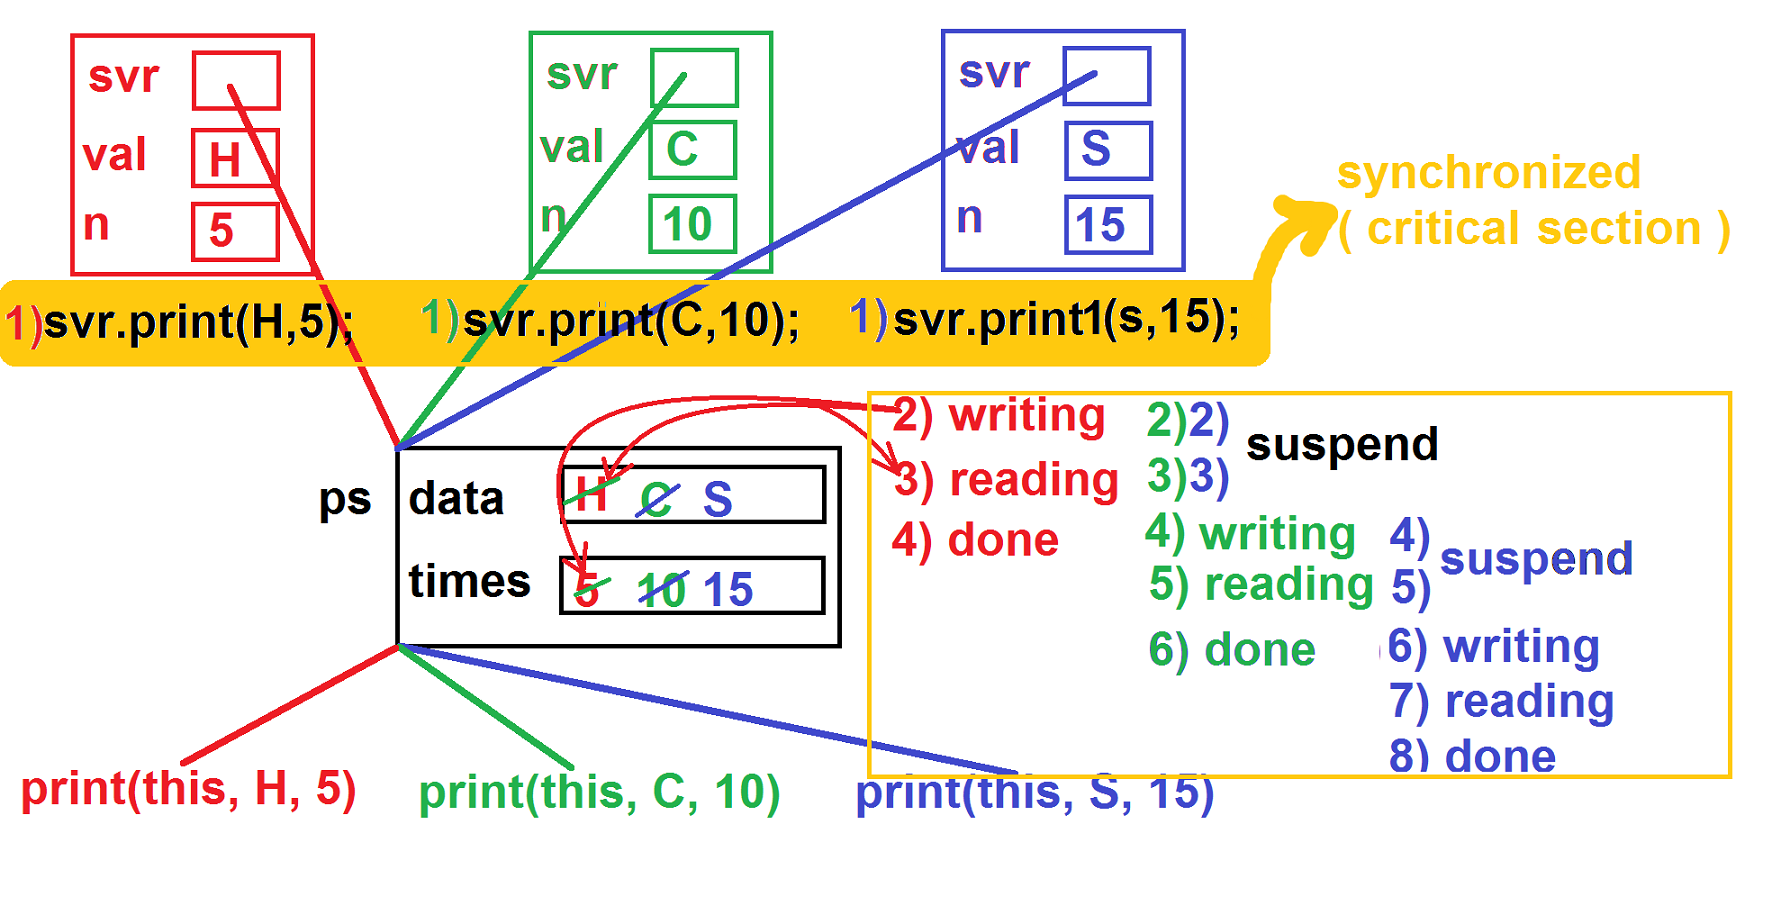 svr
val H
n 5
svr
val C
n 10
svr
val S
n 15
synchronized
( critical section )
1)svr.print(H,5);
1)svr.print(C,10);
1)svr.print1(s,15);
ps
data H C S
times 5 10 15
2) writing
3) reading
4) done
2)2)
3)3)
suspend
4) writing
5) reading
6) done
4)
5)
suspend
6) writing
7) reading
8) done
print(this, H, 5)
print(this, C, 10)
print(this, S, 15)